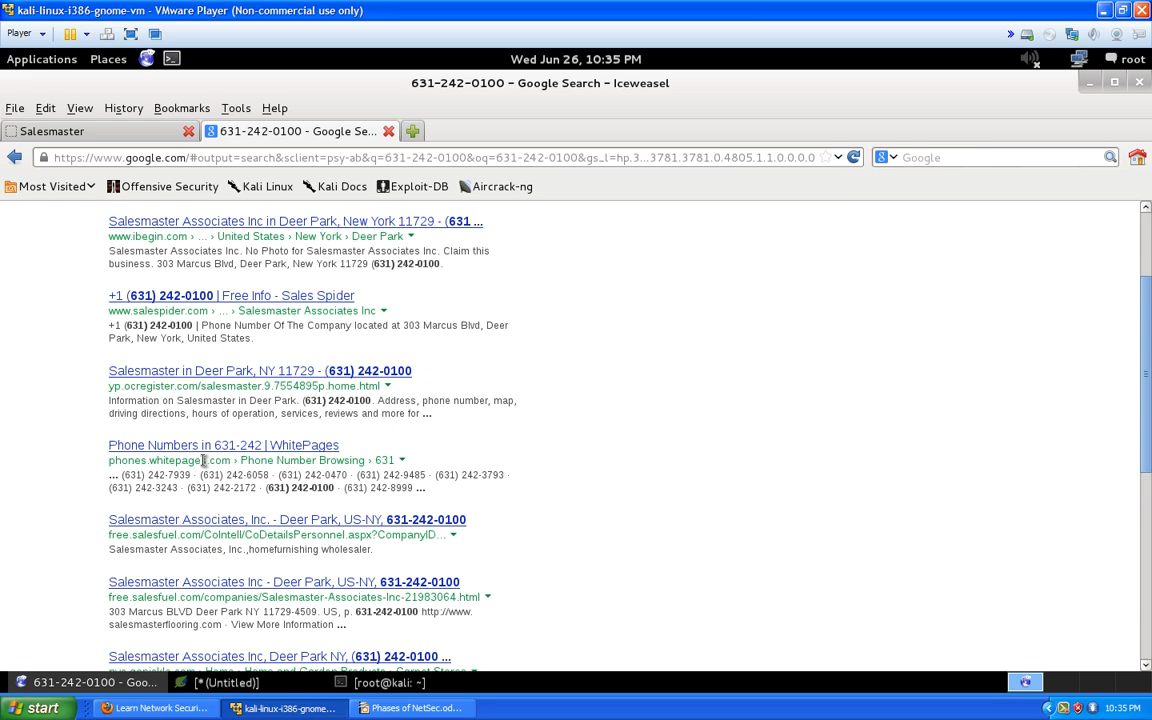 kali-linux-i386-gnome-vm - VMware Player (Non-commercial use only)
Player
Applications Places Wed Jun 26, 10:35 PM root
631-242-0100 - Google Search - Iceweasel
File Edit View History Bookmarks Tools Help
Salesmaster 631-242-0100 - Google Se...
https://www.google.com/#output=search&sclient=psy-ab&q=631-242-0100&oq=631-242-0100&gs_l=hp.3...3781.3781.0.4805.1.1.0.0.0.0 Google
Most Visited Offensive Security Kali Linux Kali Docs Exploit-DB Aircrack-ng
Salesmaster Associates Inc in Deer Park, New York 11729 - (631 ...
www.ibegin.com › ... › United States › New York › Deer Park
Salesmaster Associates Inc. No Photo for Salesmaster Associates Inc. Claim this
business. 303 Marcus Blvd, Deer Park, New York 11729 (631) 242-0100.
+1 (631) 242-0100 | Free Info - Sales Spider
www.salespider.com › ... › Salesmaster Associates Inc
+1 (631) 242-0100 | Phone Number Of The Company located at 303 Marcus Blvd, Deer
Park, New York, United States.
Salesmaster in Deer Park, NY 11729 - (631) 242-0100
yp.ocregister.com/salesmaster.9.7554895p.home.html
Information on Salesmaster in Deer Park. (631) 242-0100. Address, phone number, map,
driving directions, hours of operation, services, reviews and more for ...
Phone Numbers in 631-242 | WhitePages
phones.whitepages.com › Phone Number Browsing › 631
... (631) 242-7939 · (631) 242-6058 · (631) 242-0470 · (631) 242-9485 · (631) 242-3793 ·
(631) 242-3243 · (631) 242-2172 · (631) 242-0100 · (631) 242-8999 ...
Salesmaster Associates, Inc. - Deer Park, US-NY, 631-242-0100
free.salesfuel.com/CoIntell/CoDetailsPersonnel.aspx?CompanyID...
Salesmaster Associates, Inc.,homefurnishing wholesaler.
Salesmaster Associates Inc - Deer Park, US-NY, 631-242-0100
free.salesfuel.com/companies/Salesmaster-Associates-Inc-21983064.html
303 Marcus BLVD Deer Park NY 11729-4509. US, p. 631-242-0100 http://www.
salesmasterflooring.com · View More Information ...
Salesmaster Associates Inc, Deer Park NY, (631) 242-0100 ...
631-242-0100 - Goo... [*(Untitled)] [root@kali: ~]
start Learn Network Securi... kali-linux-i386-gnome... Phases of NetSec.od... 10:35 PM